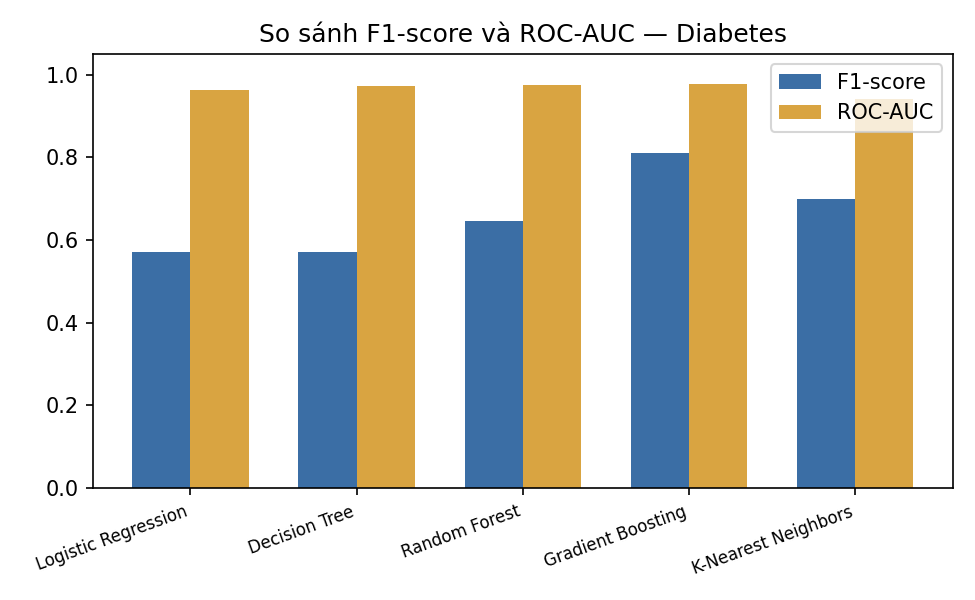 So sánh F1-score và ROC-AUC — Diabetes
F1-score
ROC-AUC
1.0
0.8
0.6
0.4
0.2
0.0
Logistic Regression
Decision Tree
Random Forest
Gradient Boosting
K-Nearest Neighbors